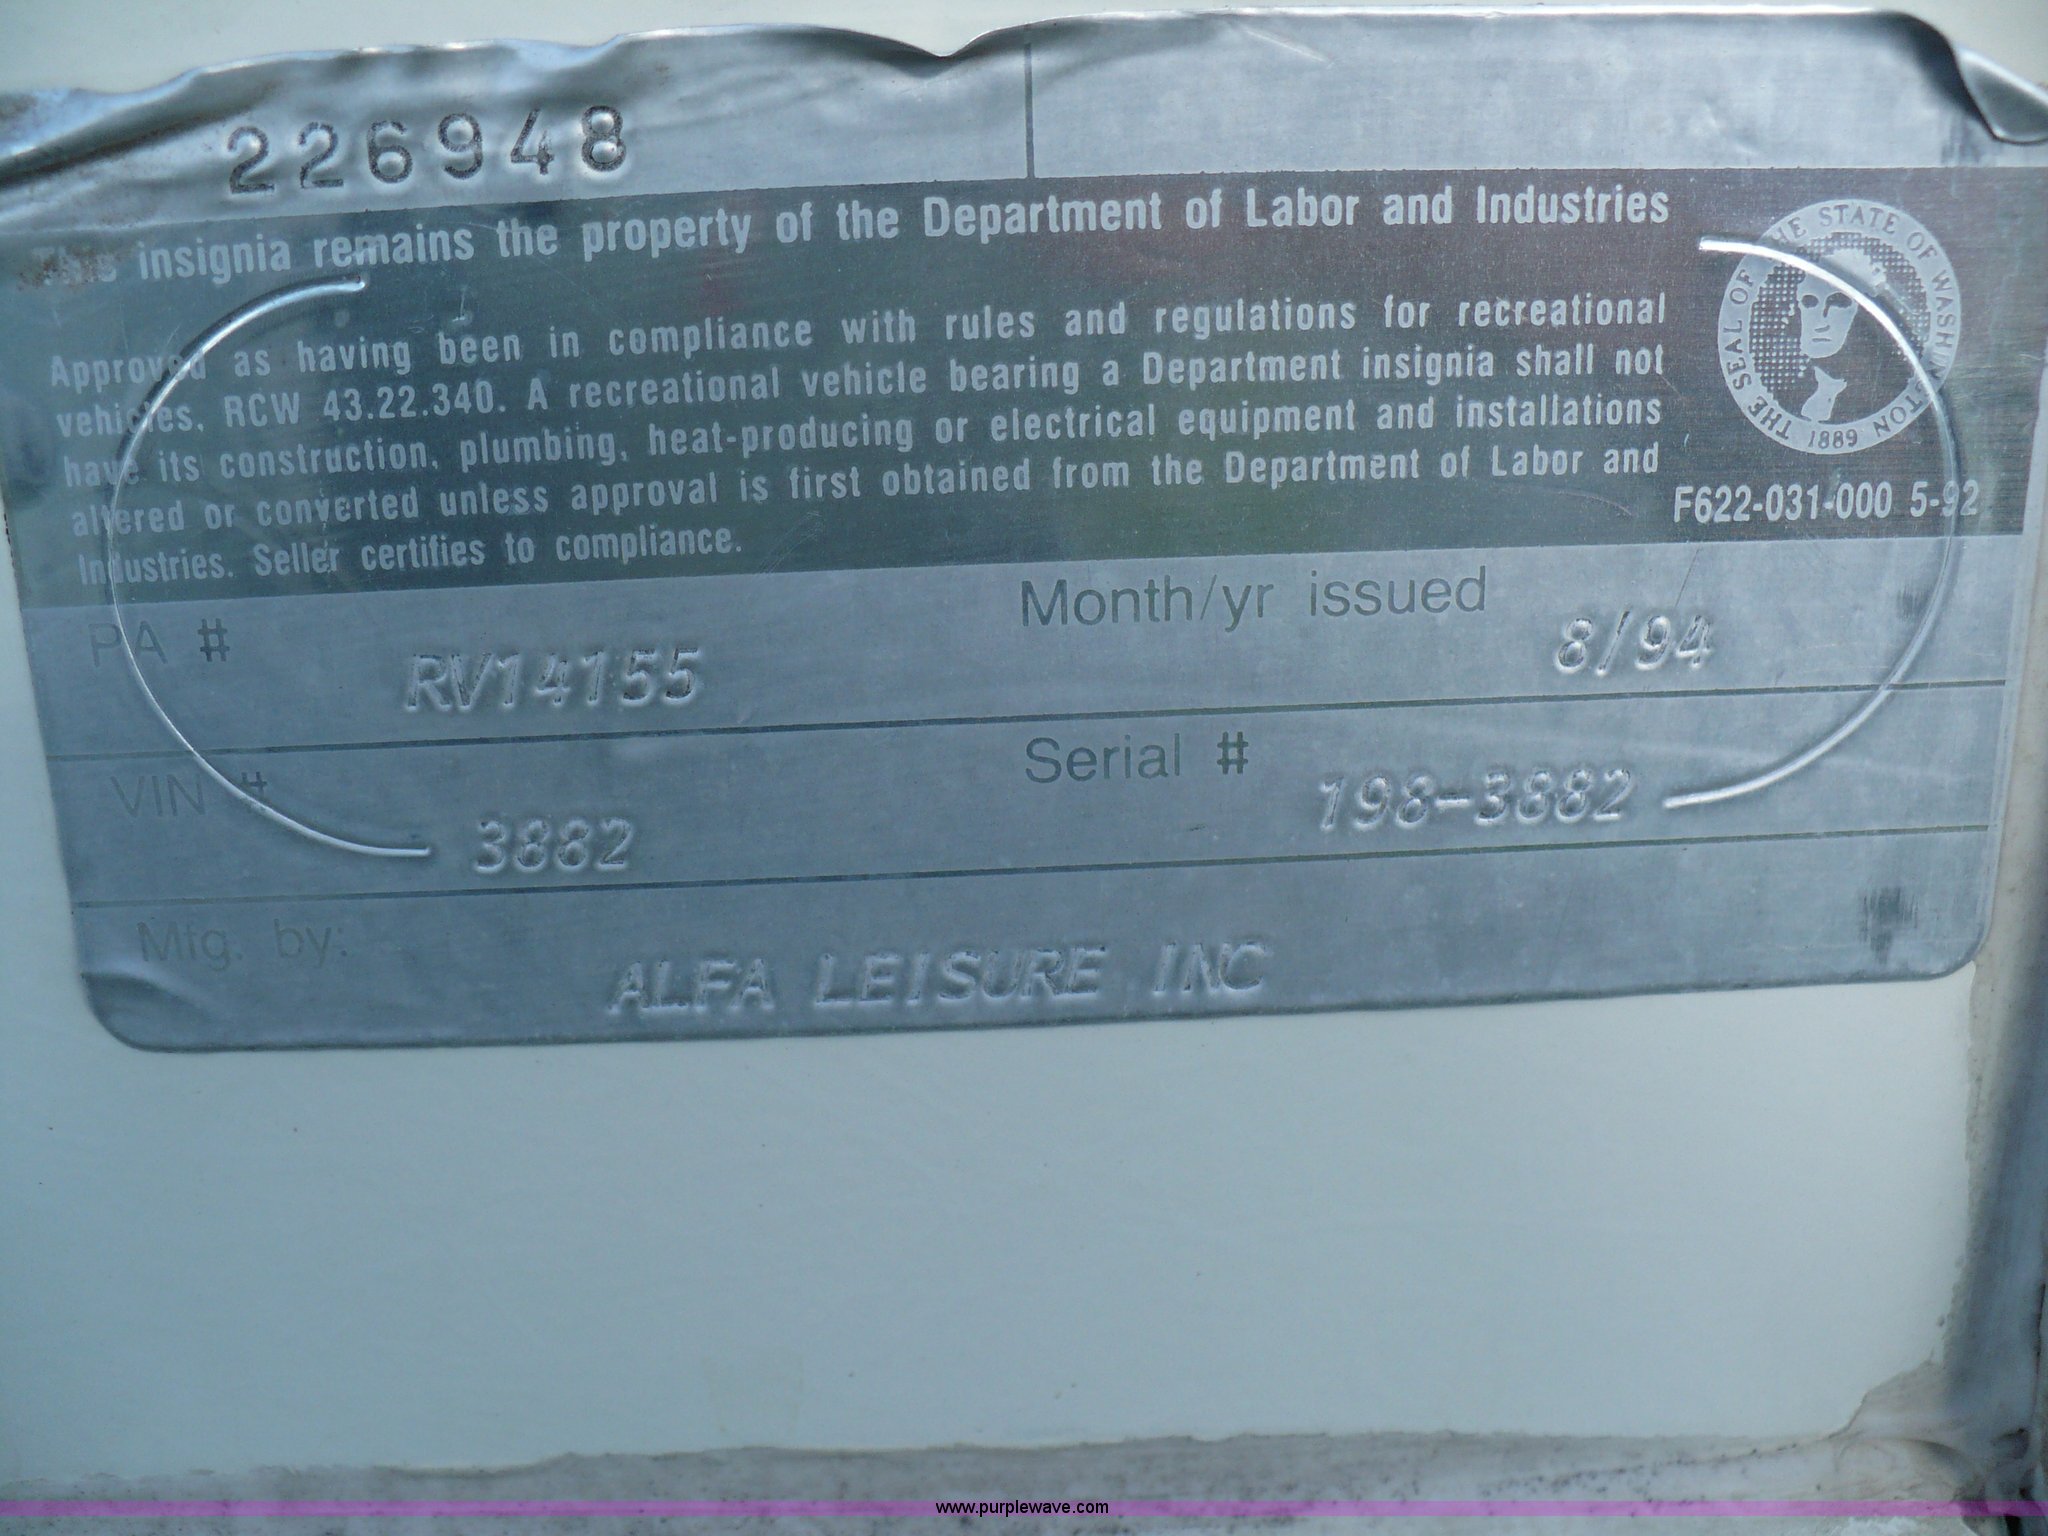 226948
This insignia remains the property of the Department of Labor and Industries
Approved as having been in compliance with rules and regulations for recreational
vehicles, RCW 43.22.340. A recreational vehicle bearing a Department insignia shall not
have its construction, plumbing, heat-producing or electrical equipment and installations
altered or converted unless approval is first obtained from the Department of Labor and
Industries. Seller certifies to compliance.
THE SEAL OF THE STATE OF WASHINGTON
1889
F622-031-000 5-92
PA # RV14155
Month/yr issued 8/94
VIN # 3882
Serial # 198-3882
Mfg. by: ALFA LEISURE INC
www.purplewave.com